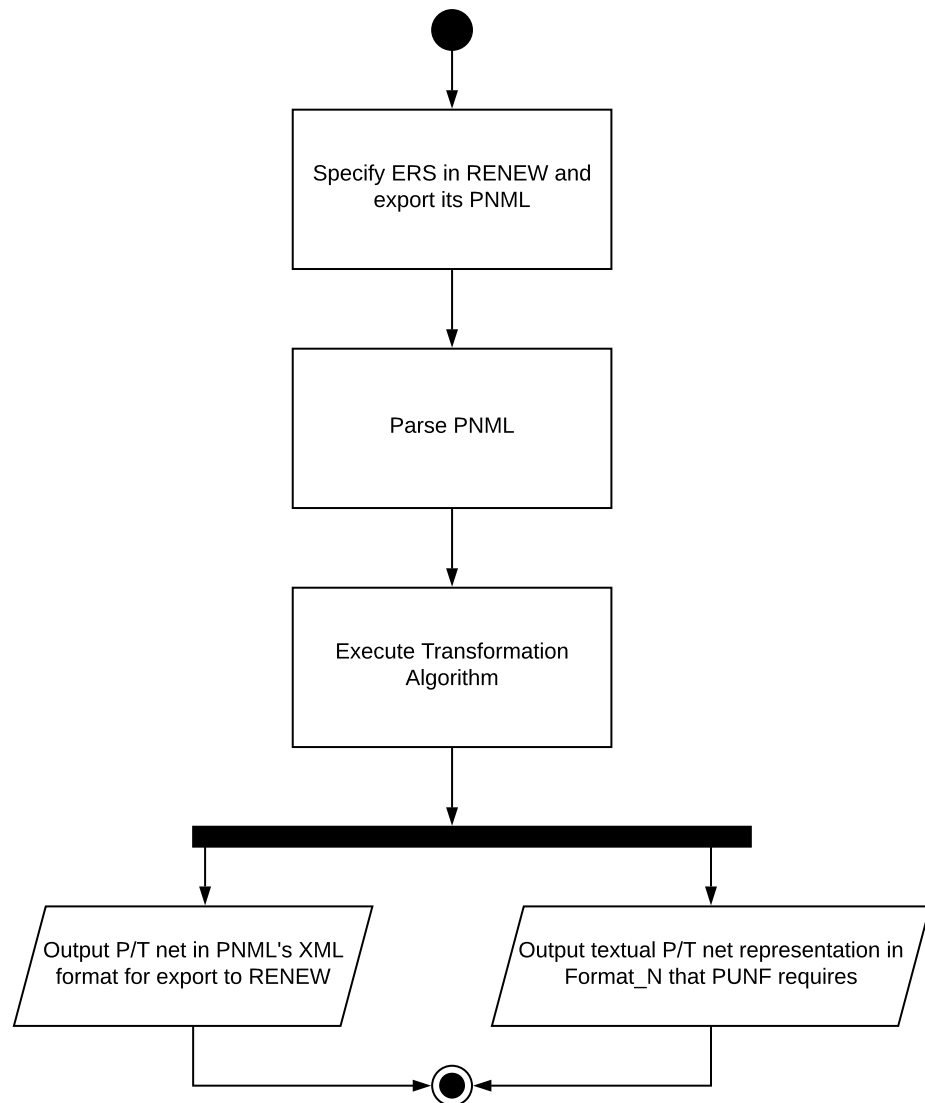 Specify ERS in RENEW and
export its PNML
Parse PNML
Execute Transformation
Algorithm
Output P/T net in PNML's XML
format for export to RENEW
Output textual P/T net representation in
Format_N that PUNF requires